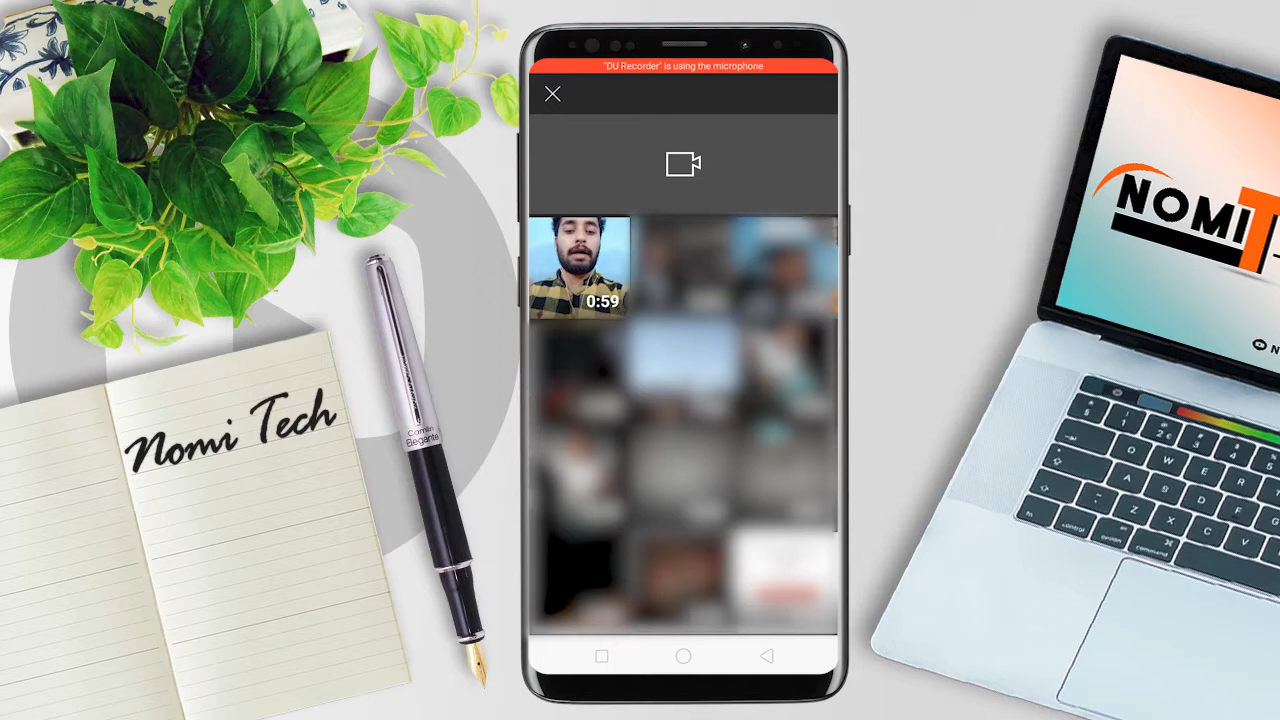 "DU Recorder" is using the microphone
0:59
Nomi Tech
Camlin
Elegante
NOMI T
N